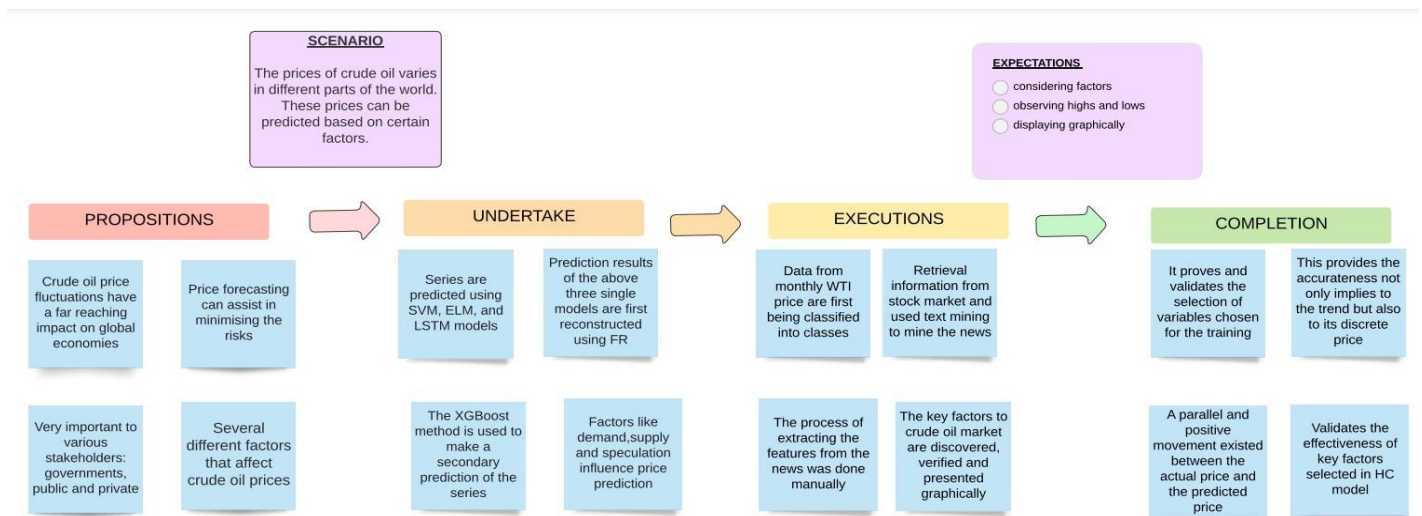 SCENARIO
The prices of crude oil varies
in different parts of the world.
These prices can be
predicted based on certain
factors.
EXPECTATIONS
considering factors
observing highs and lows
displaying graphically
PROPOSITIONS
UNDERTAKE
EXECUTIONS
COMPLETION
Crude oil price
fluctuations have
a far reaching
impact on global
economies
Price forecasting
can assist in
minimising the
risks
Series are
predicted using
SVM, ELM, and
LSTM models
Prediction results
of the above
three single
models are first
reconstructed
using FR
Data from
monthly WTI
price are first
being classified
into classes
Retrieval
information from
stock market and
used text mining
to mine the news
It proves and
validates the
selection of
variables chosen
for the training
This provides the
accurateness not
only implies to
the trend but also
to its discrete
price
Very important to
various
stakeholders:
governments,
public and private
Several
different factors
that affect
crude oil prices
The XGBoost
method is used to
make a
secondary
prediction of the
series
Factors like
demand,supply
and speculation
influence price
prediction
The process of
extracting the
features from the
news was done
manually
The key factors to
crude oil market
are discovered,
verified and
presented
graphically
A parallel and
positive
movement existed
between the
actual price and
the predicted
price
Validates the
effectiveness of
key factors
selected in HC
model